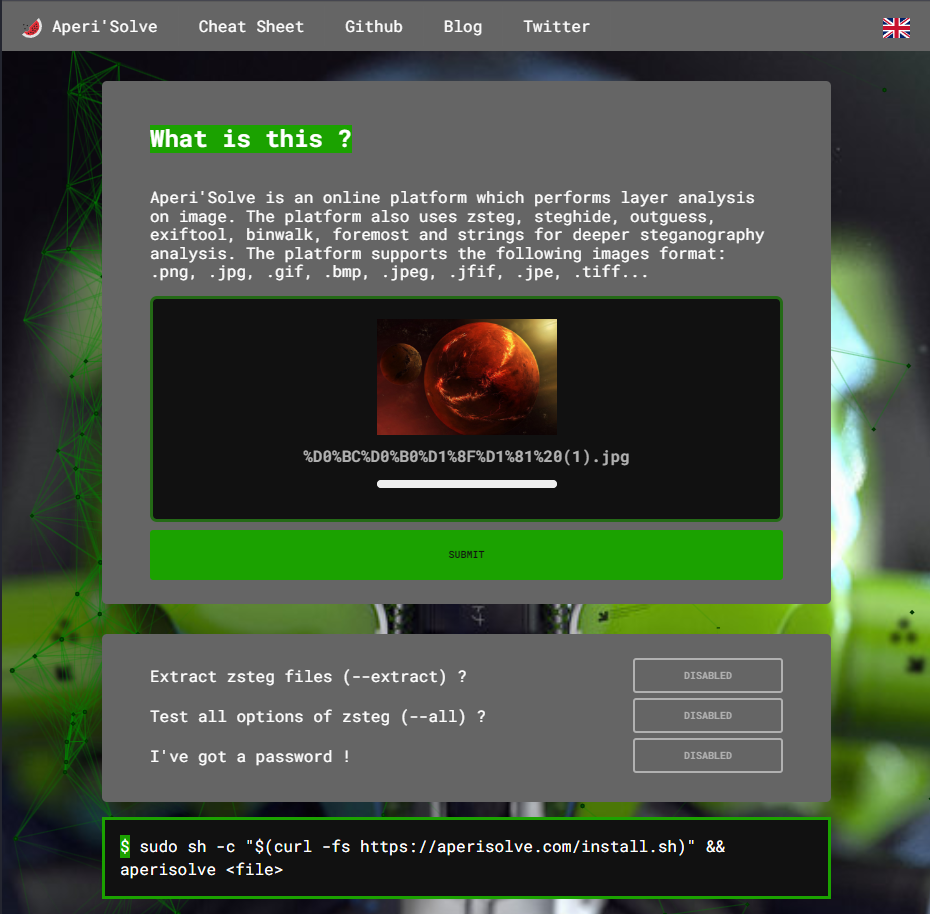 Aperi'Solve Cheat Sheet Github Blog Twitter
What is this ?
Aperi'Solve is an online platform which performs layer analysis
on image. The platform also uses zsteg, steghide, outguess,
exiftool, binwalk, foremost and strings for deeper steganography
analysis. The platform supports the following images format:
.png, .jpg, .gif, .bmp, .jpeg, .jfif, .jpe, .tiff...
%D0%BC%D0%B0%D1%8F%D1%81%20(1).jpg
SUBMIT
Extract zsteg files (--extract) ? DISABLED
Test all options of zsteg (--all) ? DISABLED
I've got a password ! DISABLED
$ sudo sh -c "$(curl -fs https://aperisolve.com/install.sh)" &&
aperisolve <file>